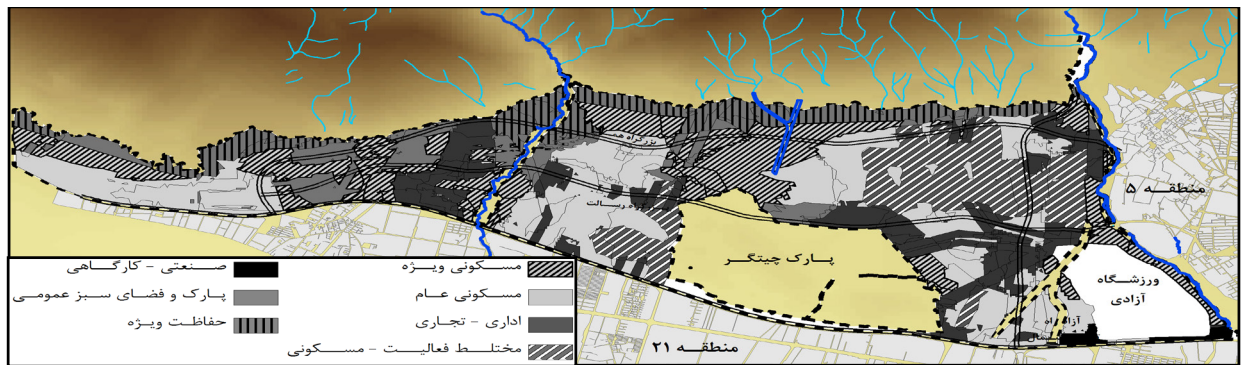 منطقه ۵
پارک چیتگر
ورزشگاه
آزادی
منطقه ۲۱
مسکونی ویژه
مسکونی عام
اداری - تجاری
مختلط فعالیت - مسکونی
صنعتی - کارگاهی
پارک و فضای سبز عمومی
حفاظت ویژه